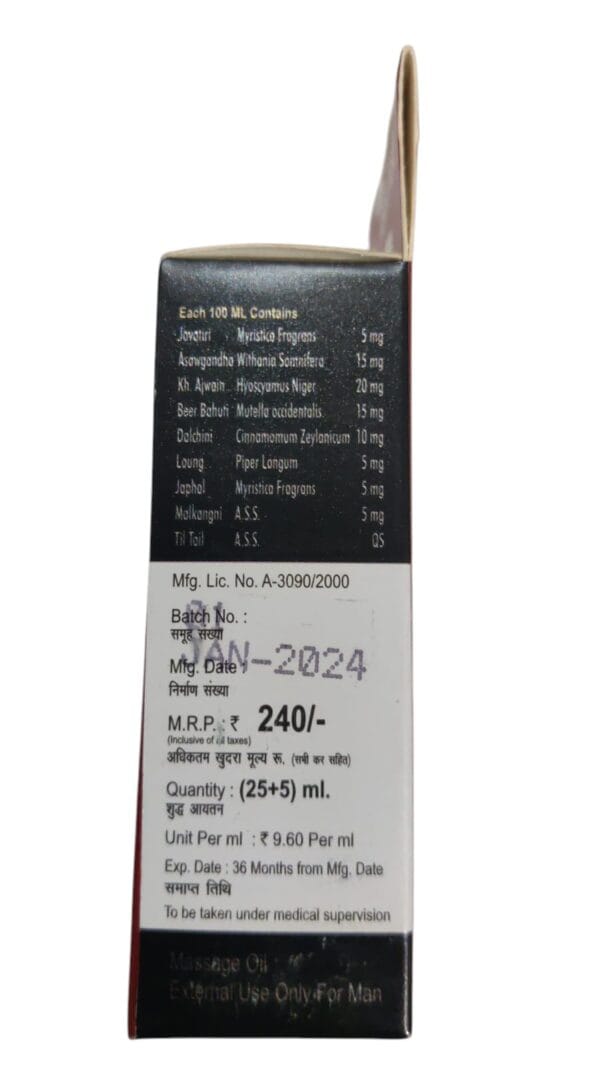 Each 100 ML Contains
Javatiri Myristica Fragrans 5 mg
Asawgandha Withania Somnifera 15 mg
Kh. Ajwain Hyoscyamus Niger 20 mg
Beer Bahuti Mutella occidentalis 15 mg
Dalchini Cinnamomum Zeylanicum 10 mg
Loung Piper Longum 5 mg
Japhal Myristica Fragrans 5 mg
Malkangni A.S.S. 5 mg
Til Tail A.S.S. QS
Mfg. Lic. No. A-3090/2000
Batch No. : 01
समूह संख्या
Mfg. Date : JAN-2024
निर्माण संख्या
M.R.P. : ₹ 240/-
(Inclusive of all taxes)
अधिकतम खुदरा मूल्य रू. (सभी कर सहित)
Quantity : (25+5) ml.
शुद्ध आयतन
Unit Per ml : ₹ 9.60 Per ml
Exp. Date : 36 Months from Mfg. Date
समाप्त तिथि
To be taken under medical supervision
Massage Oil
External Use Only For Man